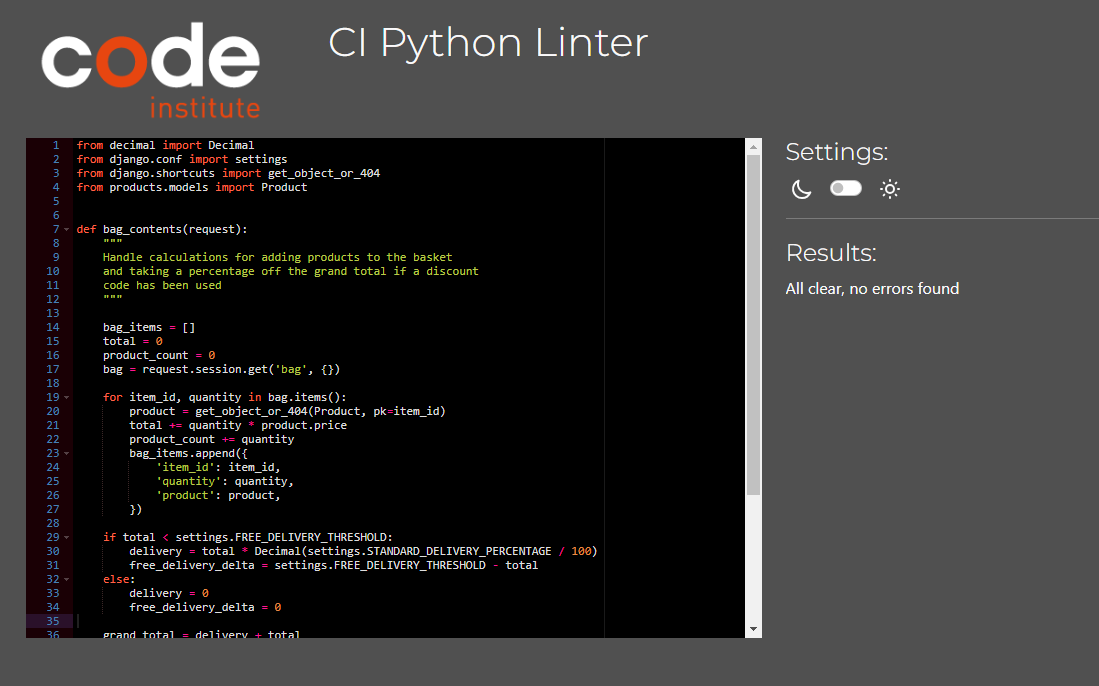 code
institute
CI Python Linter
1 from decimal import Decimal
2 from django.conf import settings
3 from django.shortcuts import get_object_or_404
4 from products.models import Product
5
6
7 def bag_contents(request):
8     """
9     Handle calculations for adding products to the basket
10     and taking a percentage off the grand total if a discount
11     code has been used
12     """
13
14     bag_items = []
15     total = 0
16     product_count = 0
17     bag = request.session.get('bag', {})
18
19     for item_id, quantity in bag.items():
20         product = get_object_or_404(Product, pk=item_id)
21         total += quantity * product.price
22         product_count += quantity
23         bag_items.append({
24             'item_id': item_id,
25             'quantity': quantity,
26             'product': product,
27         })
28
29     if total < settings.FREE_DELIVERY_THRESHOLD:
30         delivery = total * Decimal(settings.STANDARD_DELIVERY_PERCENTAGE / 100)
31         free_delivery_delta = settings.FREE_DELIVERY_THRESHOLD - total
32     else:
33         delivery = 0
34         free_delivery_delta = 0
35
36     grand_total = delivery + total
Settings:
Results:
All clear, no errors found